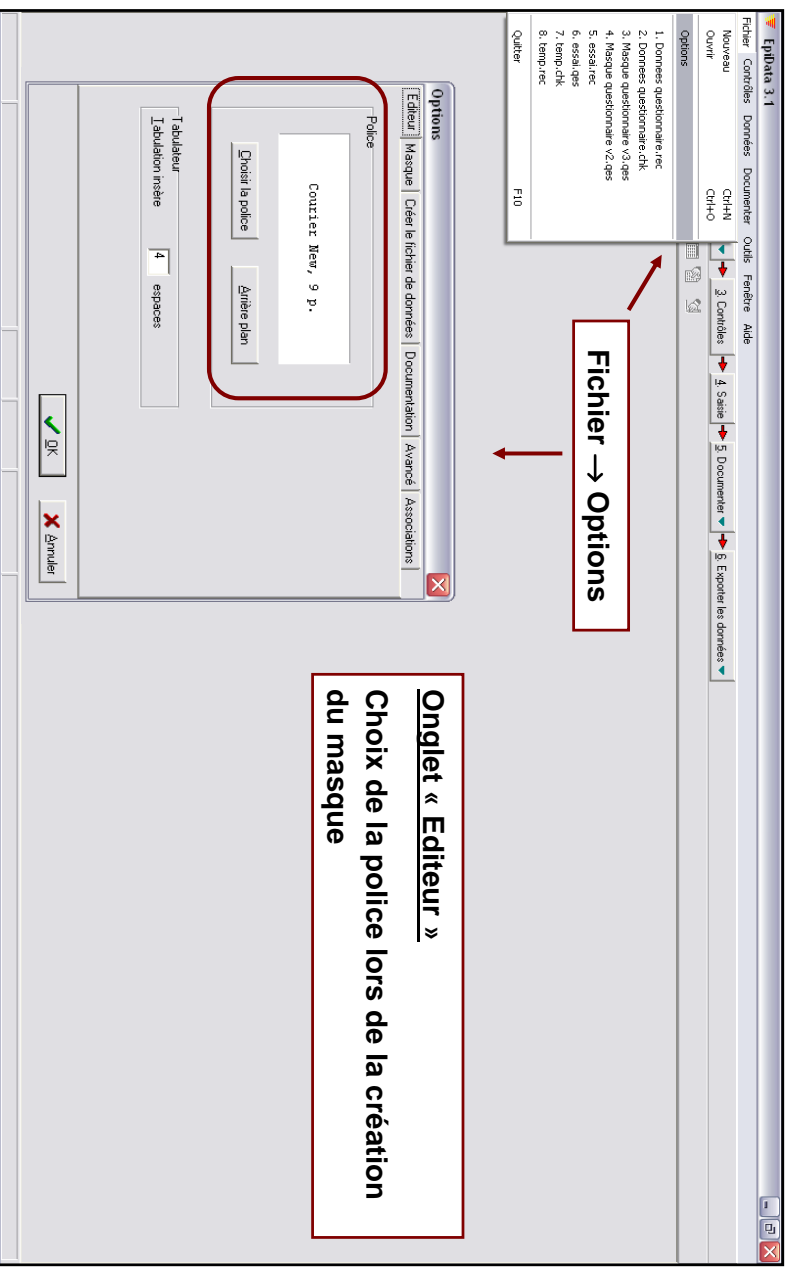 EpiData 3.1
Fichier Contrôles Données Documenter Outils Fenêtre Aide
Nouveau Ctrl+N
Ouvrir Ctrl+O
3. Contrôles 4. Saisie 5. Documenter 6. Exporter les données
Options
1. Donnees questionnaire.rec
2. Donnees questionnaire.chk
3. Masque questionnaire v3.qes
4. Masque questionnaire v2.qes
5. essai.rec
6. essai.qes
7. temp.chk
8. temp.rec
Quitter F10
Fichier → Options
Options
Editeur Masque Créer le fichier de données Documentation Avancé Associations
Police
Courier New, 9 p.
Choisir la police Arrière plan
Tabulateur
Tabulation insère 4 espaces
OK Annuler
Onglet « Editeur »
Choix de la police lors de la création
du masque